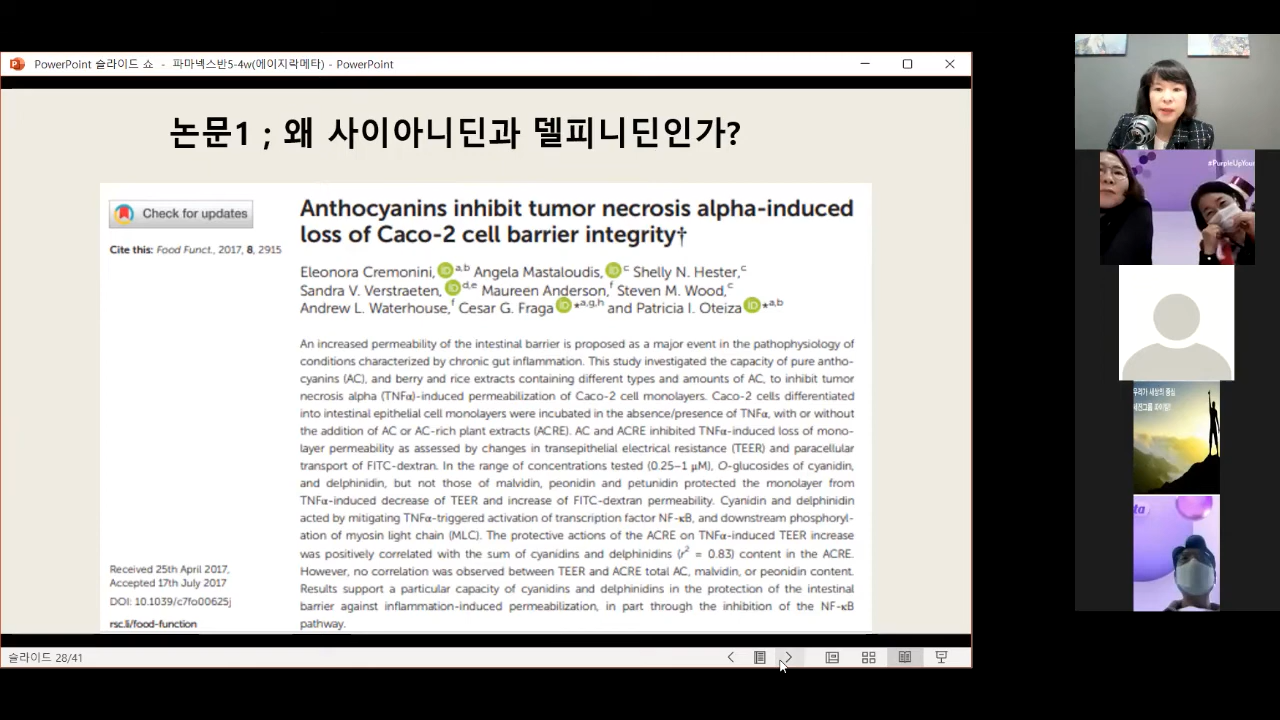 PowerPoint 슬라이드 쇼 - 파마넥스반5-4w(에이지락메타) - PowerPoint
논문1 ; 왜 사이아니딘과 델피니딘인가?
Check for updates
Cite this: Food Funct., 2017, 8, 2915
Anthocyanins inhibit tumor necrosis alpha-induced
loss of Caco-2 cell barrier integrity†
Eleonora Cremonini, iD a,b Angela Mastaloudis, iD c Shelly N. Hester,c
Sandra V. Verstraeten, iD d,e Maureen Anderson,f Steven M. Wood,c
Andrew L. Waterhouse,f Cesar G. Fraga iD *a,g,h and Patricia I. Oteiza iD *a,b
An increased permeability of the intestinal barrier is proposed as a major event in the pathophysiology of
conditions characterized by chronic gut inflammation. This study investigated the capacity of pure antho-
cyanins (AC), and berry and rice extracts containing different types and amounts of AC, to inhibit tumor
necrosis alpha (TNFα)-induced permeabilization of Caco-2 cell monolayers. Caco-2 cells differentiated
into intestinal epithelial cell monolayers were incubated in the absence/presence of TNFα, with or without
the addition of AC or AC-rich plant extracts (ACRE). AC and ACRE inhibited TNFα-induced loss of mono-
layer permeability as assessed by changes in transepithelial electrical resistance (TEER) and paracellular
transport of FITC-dextran. In the range of concentrations tested (0.25–1 μM), O-glucosides of cyanidin,
and delphinidin, but not those of malvidin, peonidin and petunidin protected the monolayer from
TNFα-induced decrease of TEER and increase of FITC-dextran permeability. Cyanidin and delphinidin
acted by mitigating TNFα-triggered activation of transcription factor NF-κB, and downstream phosphoryl-
ation of myosin light chain (MLC). The protective actions of the ACRE on TNFα-induced TEER increase
was positively correlated with the sum of cyanidins and delphinidins (r² = 0.83) content in the ACRE.
However, no correlation was observed between TEER and ACRE total AC, malvidin, or peonidin content.
Results support a particular capacity of cyanidins and delphinidins in the protection of the intestinal
barrier against inflammation-induced permeabilization, in part through the inhibition of the NF-κB
pathway.
Received 25th April 2017,
Accepted 17th July 2017
DOI: 10.1039/c7fo00625j
rsc.li/food-function
슬라이드 28/41
#PurpleUpYour
우리가 세상의 중심
ta